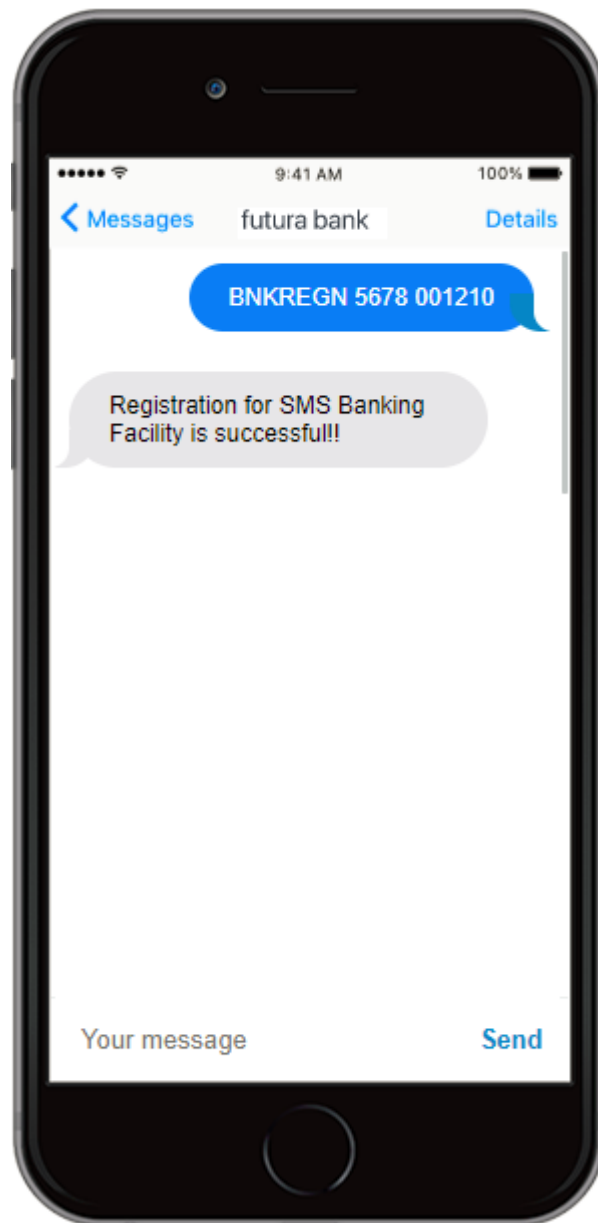 9:41 AM
100%
Messages
futura bank
Details
BNKREGN 5678 001210
Registration for SMS Banking
Facility is successful!!
Your message
Send